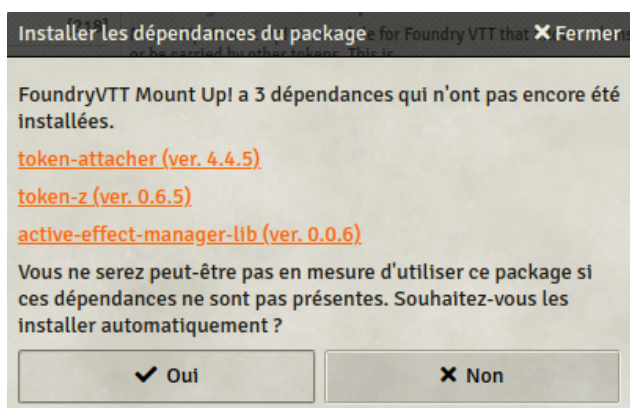 Installer les dépendances du package
Fermer
FoundryVTT Mount Up! a 3 dépendances qui n'ont pas encore été
installées.
token-attacher (ver. 4.4.5)
token-z (ver. 0.6.5)
active-effect-manager-lib (ver. 0.0.6)
Vous ne serez peut-être pas en mesure d'utiliser ce package si
ces dépendances ne sont pas présentes. Souhaitez-vous les
installer automatiquement ?
Oui
Non